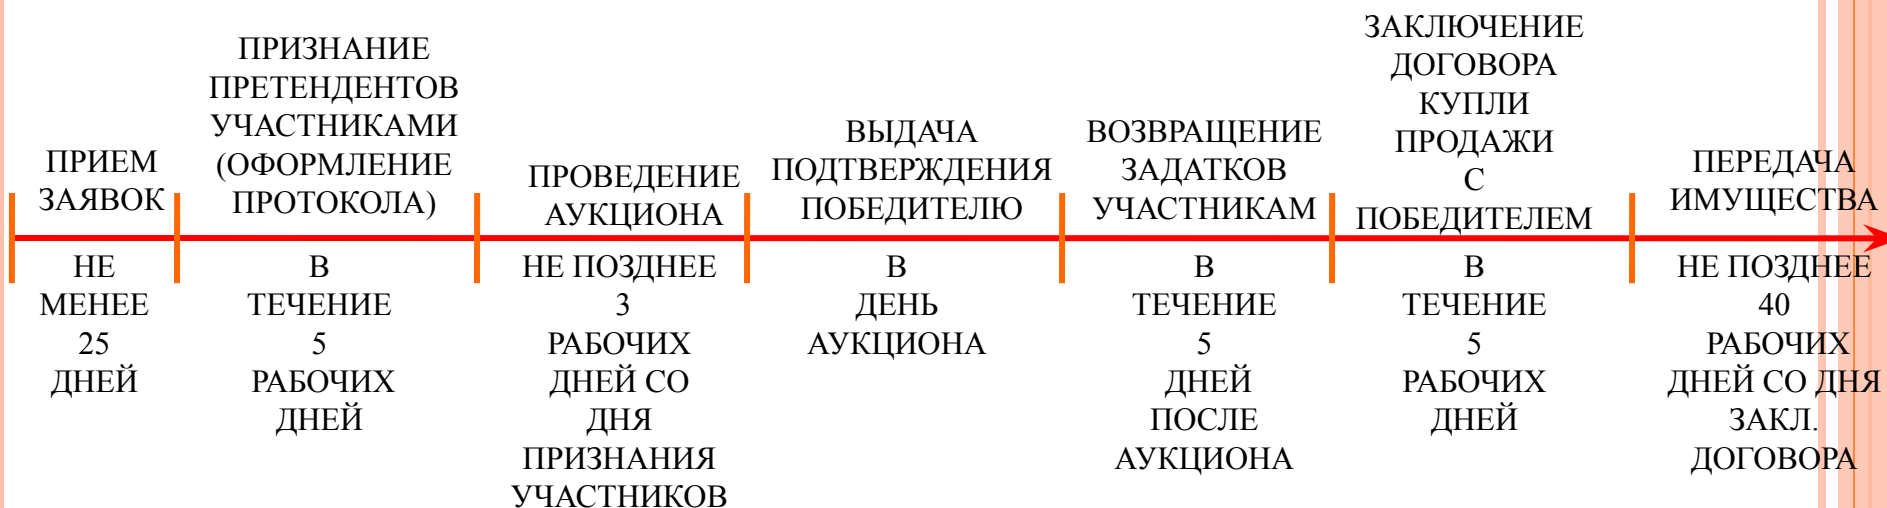 ПРИЕМ
ЗАЯВОК
НЕ
МЕНЕЕ
25
ДНЕЙ
ПРИЗНАНИЕ
ПРЕТЕНДЕНТОВ
УЧАСТНИКАМИ
(ОФОРМЛЕНИЕ
ПРОТОКОЛА)
В
ТЕЧЕНИЕ
5
РАБОЧИХ
ДНЕЙ
ПРОВЕДЕНИЕ
АУКЦИОНА
НЕ ПОЗДНЕЕ
3
РАБОЧИХ
ДНЕЙ СО
ДНЯ
ПРИЗНАНИЯ
УЧАСТНИКОВ
ВЫДАЧА
ПОДТВЕРЖДЕНИЯ
ПОБЕДИТЕЛЮ
В
ДЕНЬ
АУКЦИОНА
ВОЗВРАЩЕНИЕ
ЗАДАТКОВ
УЧАСТНИКАМ
В
ТЕЧЕНИЕ
5
ДНЕЙ
ПОСЛЕ
АУКЦИОНА
ЗАКЛЮЧЕНИЕ
ДОГОВОРА
КУПЛИ
ПРОДАЖИ
С
ПОБЕДИТЕЛЕМ
В
ТЕЧЕНИЕ
5
РАБОЧИХ
ДНЕЙ
ПЕРЕДАЧА
ИМУЩЕСТВА
НЕ ПОЗДНЕЕ
40
РАБОЧИХ
ДНЕЙ СО ДНЯ
ЗАКЛ.
ДОГОВОРА